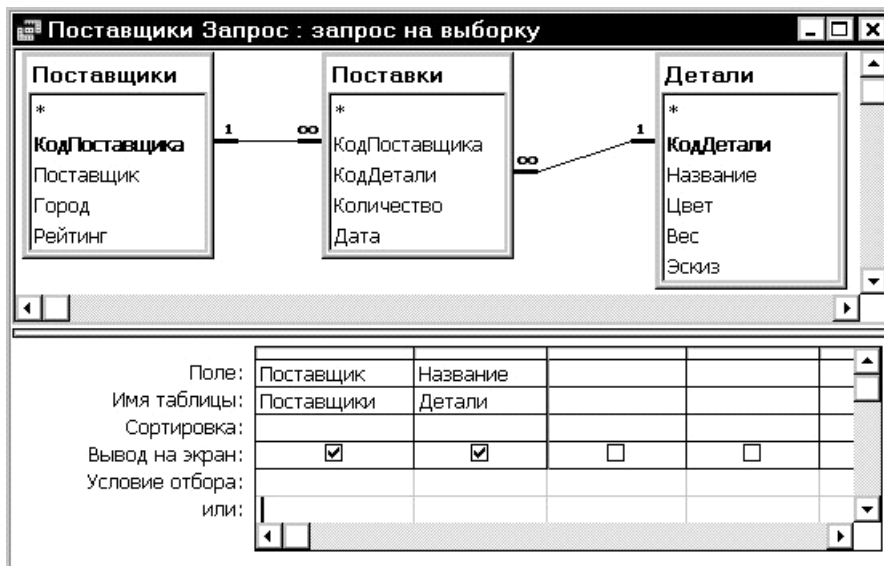 Поставщики Запрос : запрос на выборку
Поставщики
*
КодПоставщика
Поставщик
Город
Рейтинг
1
∞
Поставки
*
КодПоставщика
КодДетали
Количество
Дата
∞
1
Детали
*
КодДетали
Название
Цвет
Вес
Эскиз
Поле: Поставщик Название
Имя таблицы: Поставщики Детали
Сортировка:
Вывод на экран:
Условие отбора:
или: